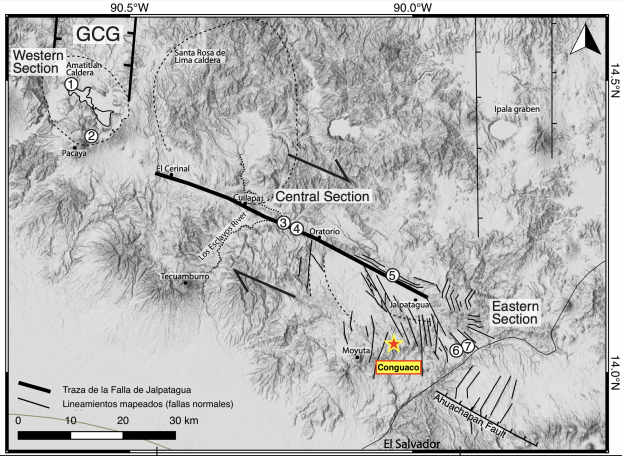 90.5°W
90.0°W
GCG
Western
Section
Amatitlan
Caldera
1
2
Pacaya
Santa Rosa de
Lima caldera
14.5°N
Ipala graben
El Cerinal
Cuilapa
Central Section
3
4
Oratorio
Los Esclavos River
Tecuamburro
5
Jalpatagua
Eastern
Section
6
7
Moyuta
Conguaco
14.0°N
Traza de la Falla de Jalpatagua
Lineamientos mapeados (fallas normales)
0 10 20 30 km
Ahuachapan Fault
El Salvador